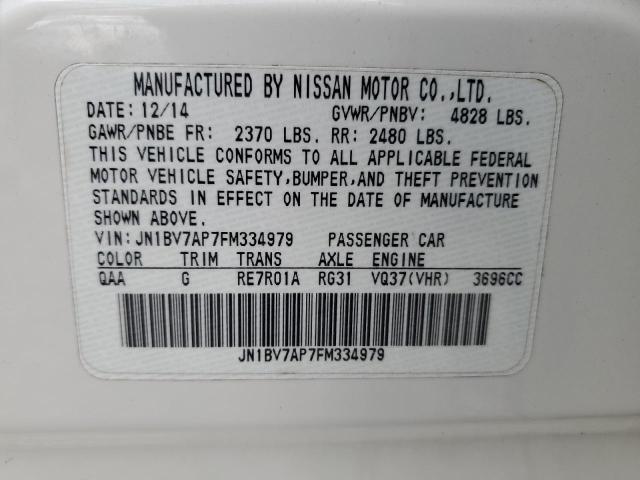 MANUFACTURED BY NISSAN MOTOR CO.,LTD.
DATE: 12/14 GVWR/PNBV: 4828 LBS.
GAWR/PNBE FR: 2370 LBS. RR: 2480 LBS.
THIS VEHICLE CONFORMS TO ALL APPLICABLE FEDERAL
MOTOR VEHICLE SAFETY,BUMPER,AND THEFT PREVENTION
STANDARDS IN EFFECT ON THE DATE OF MANUFACTURE
SHOWN ABOVE.
VIN:JN1BV7AP7FM334979 PASSENGER CAR
COLOR TRIM TRANS AXLE ENGINE
QAA G RE7R01A RG31 VQ37(VHR) 3696CC
JN1BV7AP7FM334979